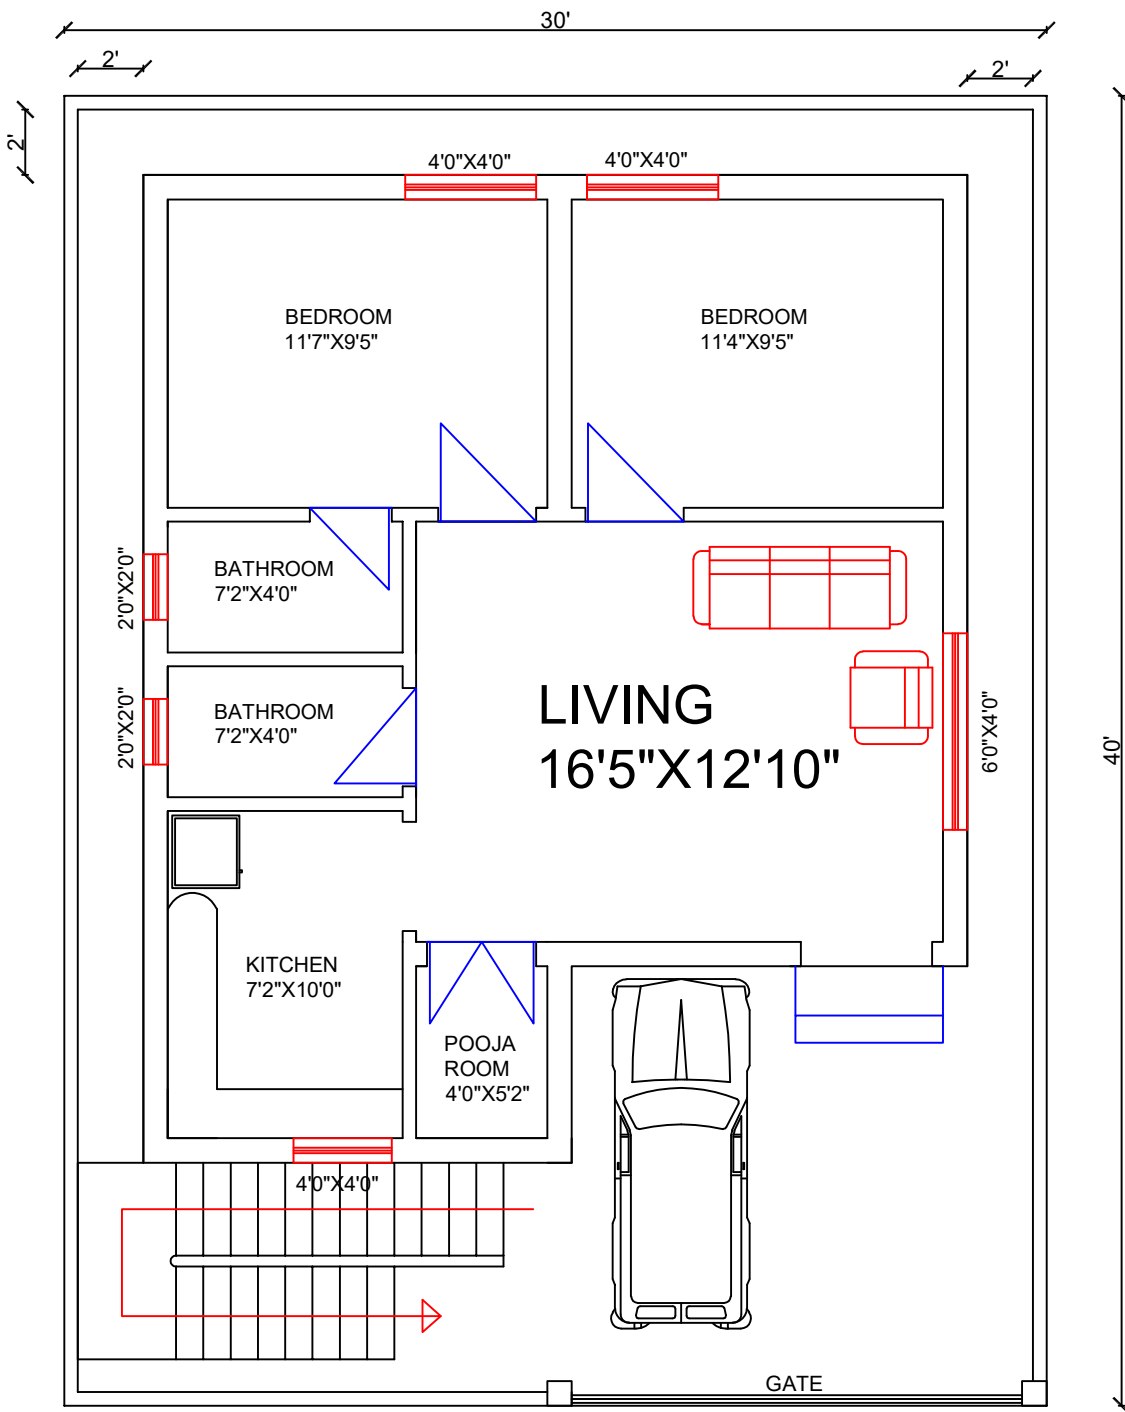 30'
2'
2'
2'
4'0"X4'0"
4'0"X4'0"
BEDROOM
11'7"X9'5"
BEDROOM
11'4"X9'5"
2'0"X2'0"
BATHROOM
7'2"X4'0"
2'0"X2'0"
BATHROOM
7'2"X4'0"
LIVING
16'5"X12'10"
6'0"X4'0"
40'
KITCHEN
7'2"X10'0"
POOJA
ROOM
4'0"X5'2"
4'0"X4'0"
GATE